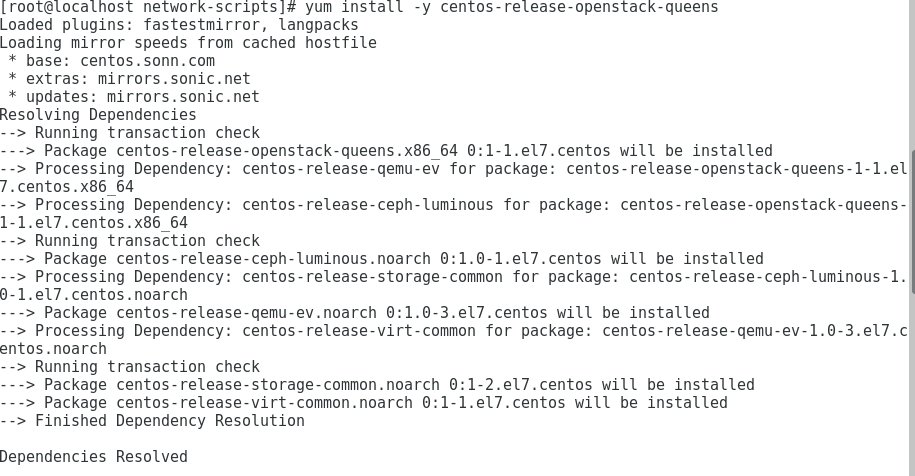 [root@localhost network-scripts]# yum install -y centos-release-openstack-queens
Loaded plugins: fastestmirror, langpacks
Loading mirror speeds from cached hostfile
 * base: centos.sonn.com
 * extras: mirrors.sonic.net
 * updates: mirrors.sonic.net
Resolving Dependencies
--> Running transaction check
---> Package centos-release-openstack-queens.x86_64 0:1-1.el7.centos will be installed
--> Processing Dependency: centos-release-qemu-ev for package: centos-release-openstack-queens-1-1.el
7.centos.x86_64
--> Processing Dependency: centos-release-ceph-luminous for package: centos-release-openstack-queens-
1-1.el7.centos.x86_64
--> Running transaction check
---> Package centos-release-ceph-luminous.noarch 0:1.0-1.el7.centos will be installed
--> Processing Dependency: centos-release-storage-common for package: centos-release-ceph-luminous-1.
0-1.el7.centos.noarch
---> Package centos-release-qemu-ev.noarch 0:1.0-3.el7.centos will be installed
--> Processing Dependency: centos-release-virt-common for package: centos-release-qemu-ev-1.0-3.el7.c
entos.noarch
--> Running transaction check
---> Package centos-release-storage-common.noarch 0:1-2.el7.centos will be installed
---> Package centos-release-virt-common.noarch 0:1-1.el7.centos will be installed
--> Finished Dependency Resolution

Dependencies Resolved